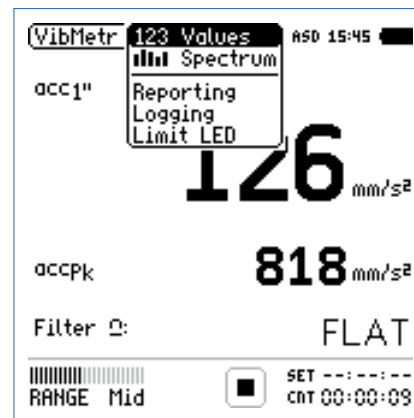 VibMetr 123 Values ASD 15:45
Spectrum
acc1"
Reporting
Logging
Limit LED
126 mm/s²
accPk 818 mm/s²
Filter Ω: FLAT
RANGE Mid
SET --:--:--
CNT 00:00:09